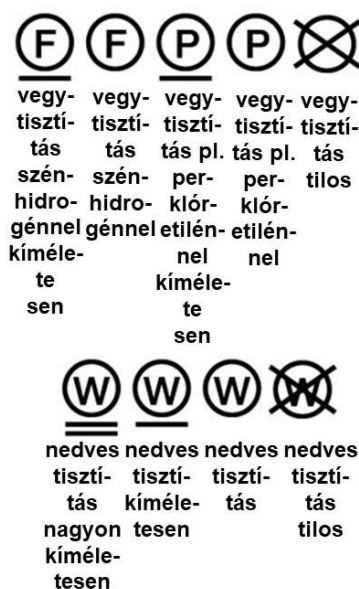 F
vegy-
tisztí-
tás
szén-
hidro-
génnel
kíméle-
te
sen
F
vegy-
tisztí-
tás
szén-
hidro-
génnel
P
vegy-
tisztí-
tás pl.
per-
klór-
etilén-
nel
kíméle-
te
sen
P
vegy-
tisztí-
tás pl.
per-
klór-
etilén-
nel
vegy-
tisztí-
tás
tilos
W
nedves
tisztí-
tás
nagyon
kíméle-
tesen
W
nedves
tisztí-
kíméle-
tesen
W
nedves
tisztí-
tás
W
nedves
tisztí-
tás
tilos